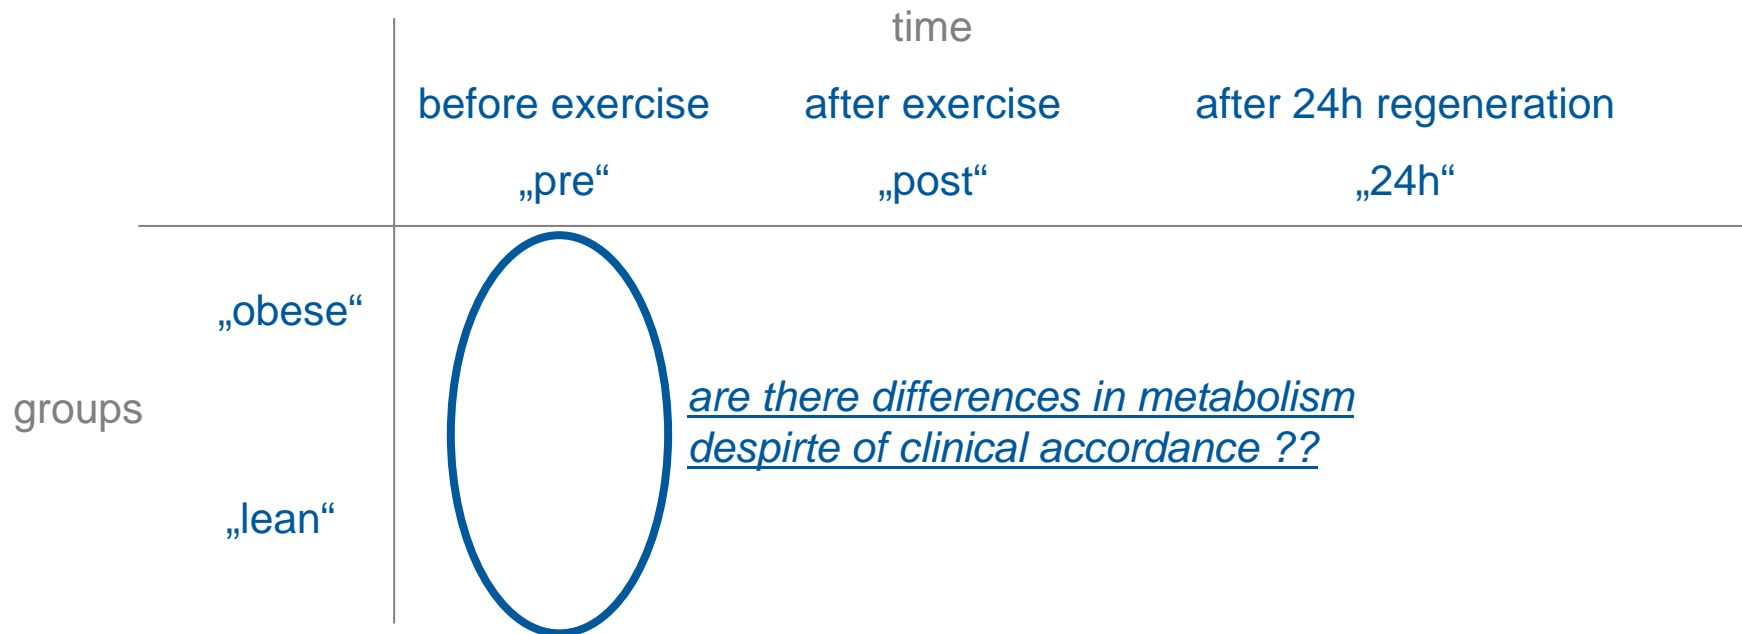 time
before exercise after exercise after 24h regeneration
„pre“ „post“ „24h“
„obese“
groups
are there differences in metabolism
despirte of clinical accordance ??
„lean“